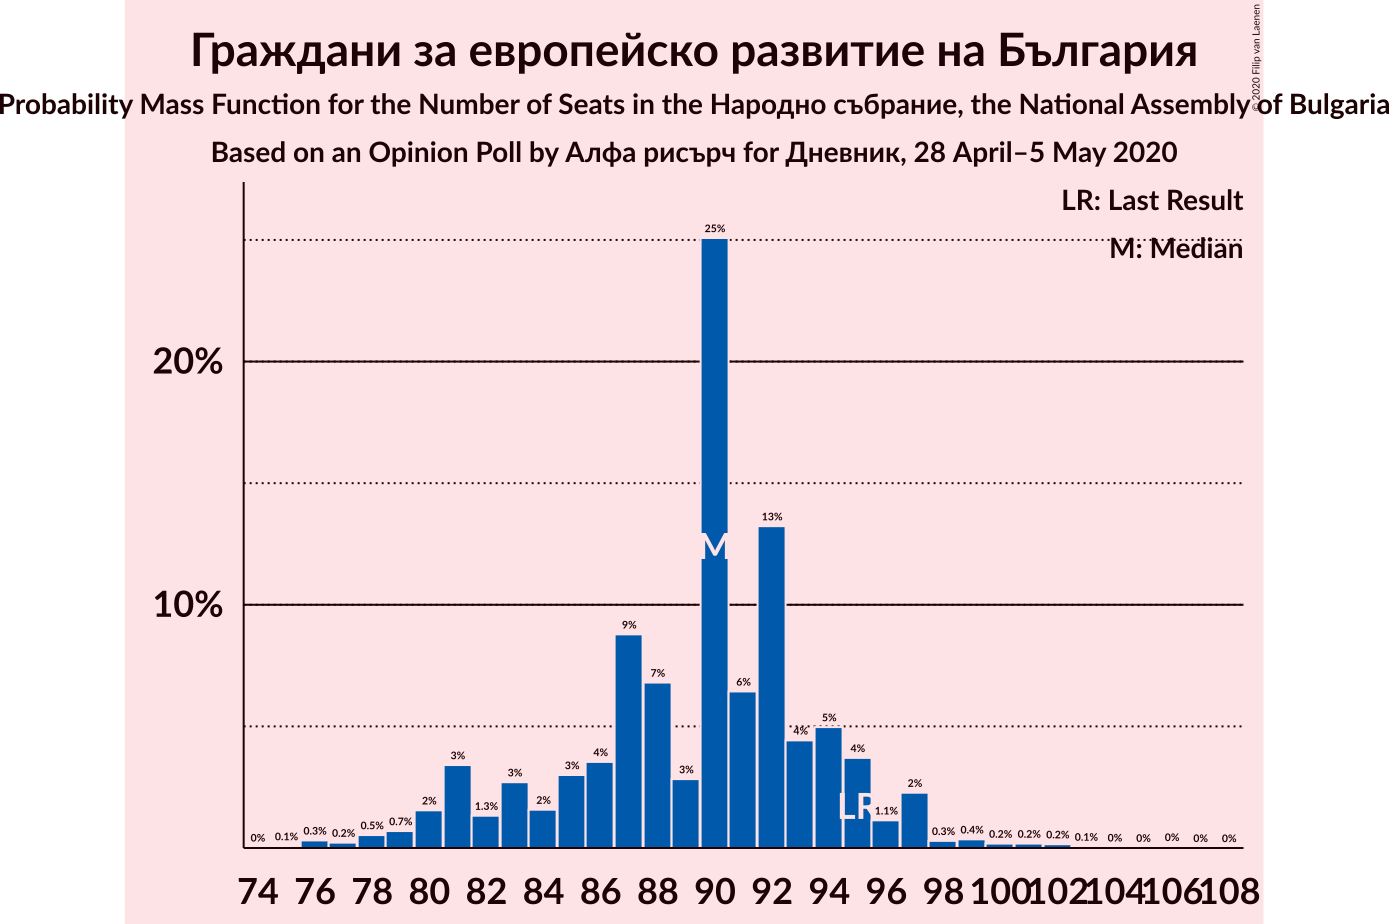 Граждани за европейско развитие на България
Probability Mass Function for the Number of Seats in the Народно събрание, the National Assembly of Bulgaria
Based on an Opinion Poll by Алфа рисърч for Дневник, 28 April–5 May 2020
© 2020 Filip van Laenen
LR: Last Result
M: Median
20%
10%
0% 0.1% 0.3% 0.2% 0.5% 0.7% 2% 3% 1.3% 3% 2% 3% 4% 9% 7% 3% 25% 6% 13% 4% 5% 4% 1.1% 2% 0.3% 0.4% 0.2% 0.2% 0.2% 0.1% 0% 0% 0% 0% 0%
M
LR
74 76 78 80 82 84 86 88 90 92 94 96 98 100 102 104 106 108